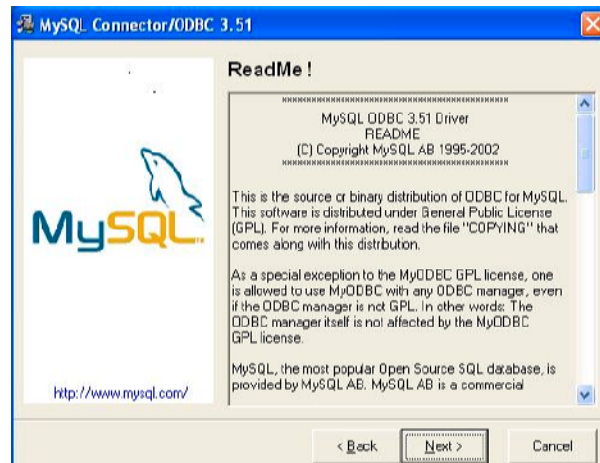 MySQL Connector/ODBC 3.51
ReadMe!
MySQL ODBC 3.51 Driver
README
(C) Copyright MySQL AB 1995-2002
This is the source or binary distribution of ODBC for MySQL.
This software is distributed under General Public License
(GPL). For more information, read the file "COPYING" that
comes along with this distribution.
As a special exception to the MyODBC GPL license, one
is allowed to use MyODBC with any ODBC manager, even
if the ODBC manager is not GPL. In other words: The
ODBC manager itself is not affected by the MyODBC
GPL license.
MySQL, the most popular Open Source SQL database, is
provided by MySQL AB. MySQL AB is a commercial
MySQL
http://www.mysql.com/
< Back
Next >
Cancel